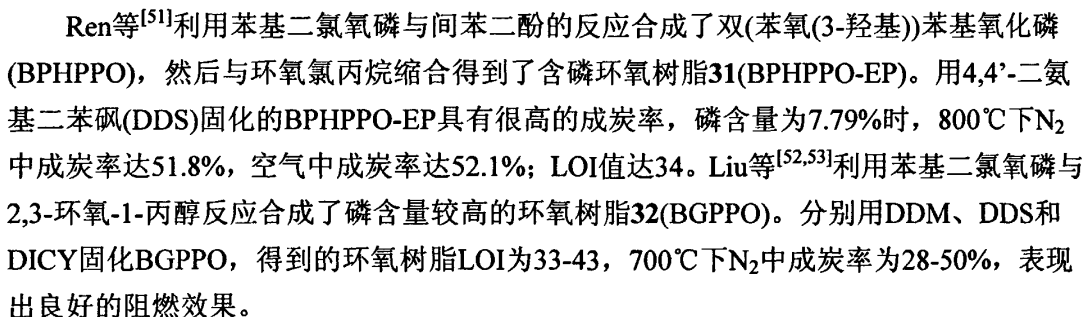 Ren等[51]利用苯基二氯氧磷与间苯二酚的反应合成了双(苯氧(3-羟基))苯基氧化磷
(BPHPPO)，然后与环氧氯丙烷缩合得到了含磷环氧树脂31(BPHPPO-EP)。用4,4’-二氨
基二苯砜(DDS)固化的BPHPPO-EP具有很高的成炭率，磷含量为7.79%时，800℃下N2
中成炭率达51.8%，空气中成炭率达52.1%；LOI值达34。Liu等[52,53]利用苯基二氯氧磷与
2,3-环氧-1-丙醇反应合成了磷含量较高的环氧树脂32(BGPPO)。分别用DDM、DDS和
DICY固化BGPPO，得到的环氧树脂LOI为33-43，700℃下N2中成炭率为28-50%，表现
出良好的阻燃效果。